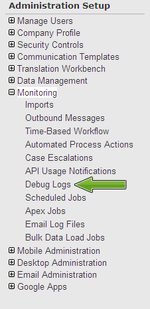 Administration Setup
Manage Users
Company Profile
Security Controls
Communication Templates
Translation Workbench
Data Management
Monitoring
Imports
Outbound Messages
Time-Based Workflow
Automated Process Actions
Case Escalations
API Usage Notifications
Debug Logs
Scheduled Jobs
Apex Jobs
Email Log Files
Bulk Data Load Jobs
Mobile Administration
Desktop Administration
Email Administration
Google Apps